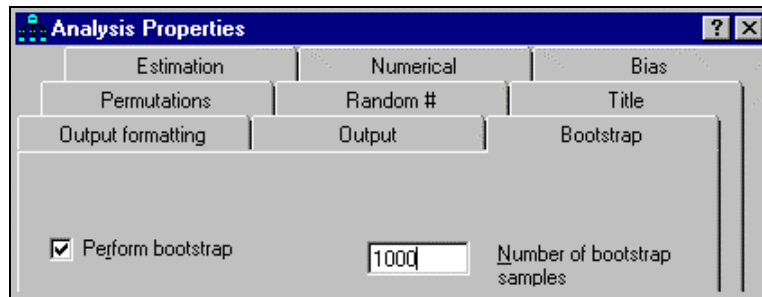 Analysis Properties
Estimation Numerical Bias
Permutations Random # Title
Output formatting Output Bootstrap
Perform bootstrap 1000 Number of bootstrap
samples